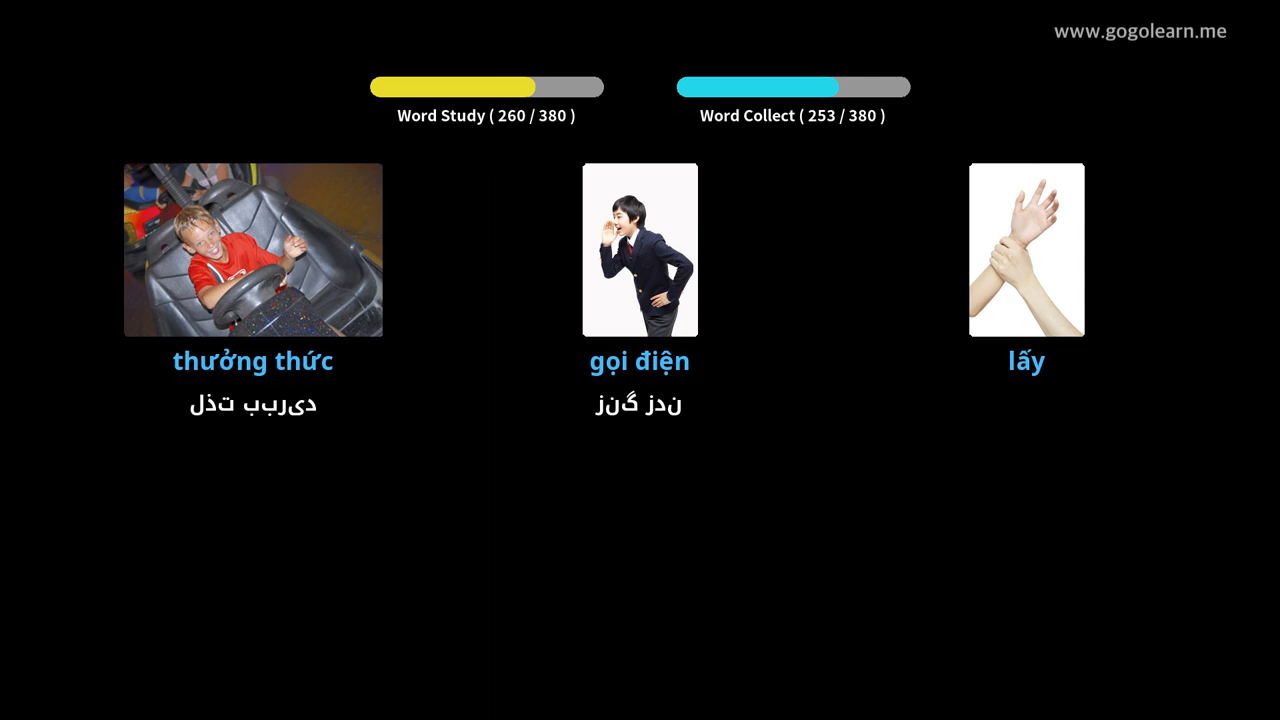 www.gogolearn.me
Word Study ( 260 / 380 )
Word Collect ( 253 / 380 )
thưởng thức
gọi điện
lấy
دیربب تذل
ندز گنز